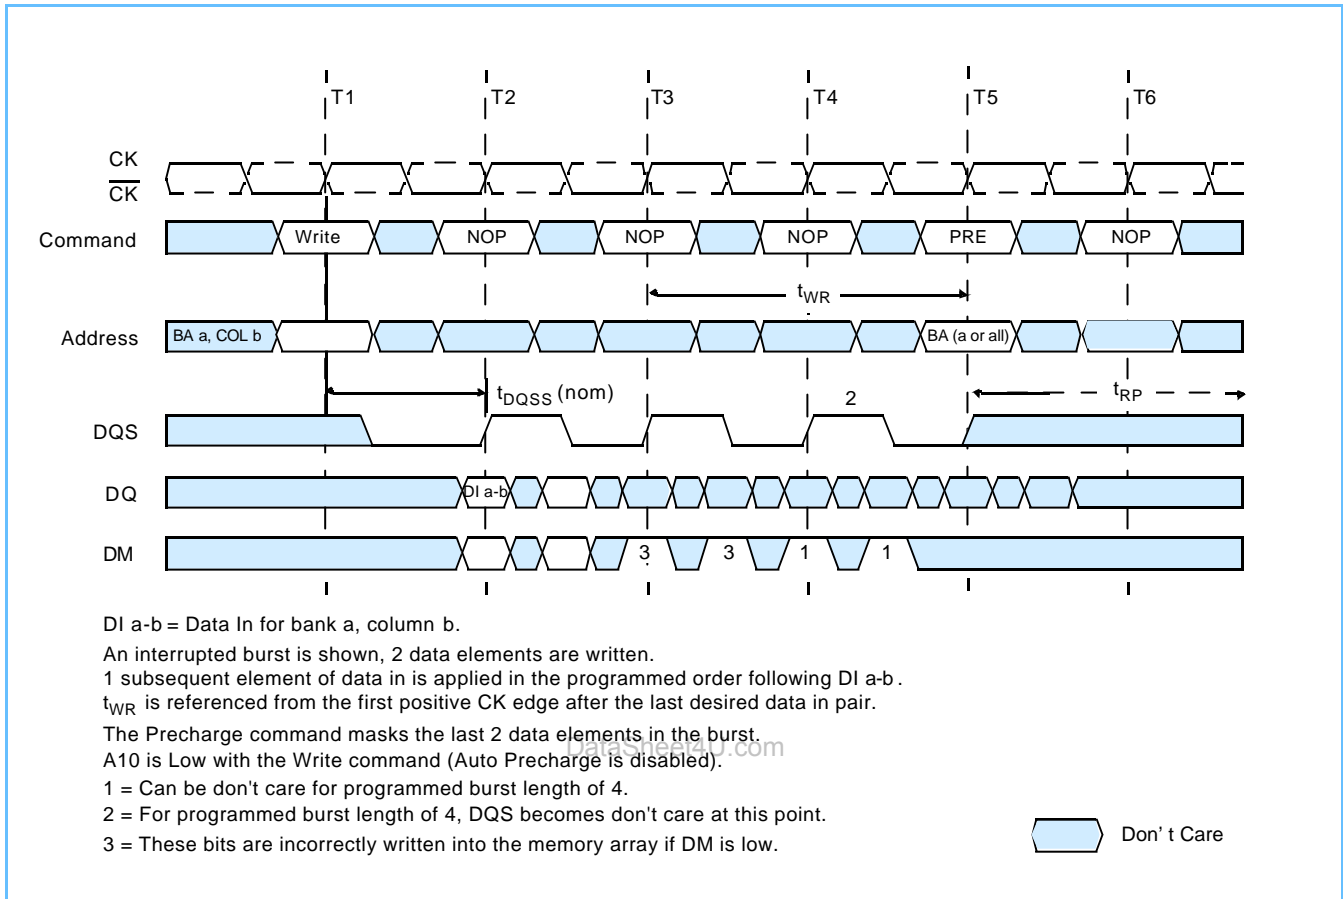 T1 T2 T3 T4 T5 T6
CK
CK
Command Write NOP NOP NOP PRE NOP
tWR
Address BA a, COL b BA (a or all)
tDQSS (nom) 2 tRP
DQS
DQ DI a-b
DM 3 3 1 1
DI a-b = Data In for bank a, column b.
An interrupted burst is shown, 2 data elements are written.
1 subsequent element of data in is applied in the programmed order following DI a-b.
tWR is referenced from the first positive CK edge after the last desired data in pair.
The Precharge command masks the last 2 data elements in the burst.
DataSheet4U.com
A10 is Low with the Write command (Auto Precharge is disabled).
1 = Can be don't care for programmed burst length of 4.
2 = For programmed burst length of 4, DQS becomes don't care at this point.
3 = These bits are incorrectly written into the memory array if DM is low.
Don' t Care